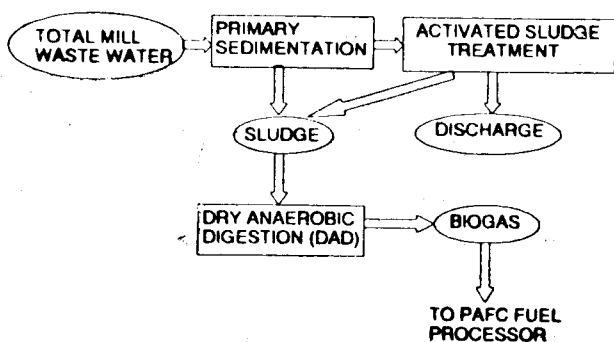 TOTAL MILL
WASTE WATER
PRIMARY
SEDIMENTATION
ACTIVATED SLUDGE
TREATMENT
SLUDGE
DISCHARGE
DRY ANAEROBIC
DIGESTION (DAD)
BIOGAS
TO PAFC FUEL
PROCESSOR